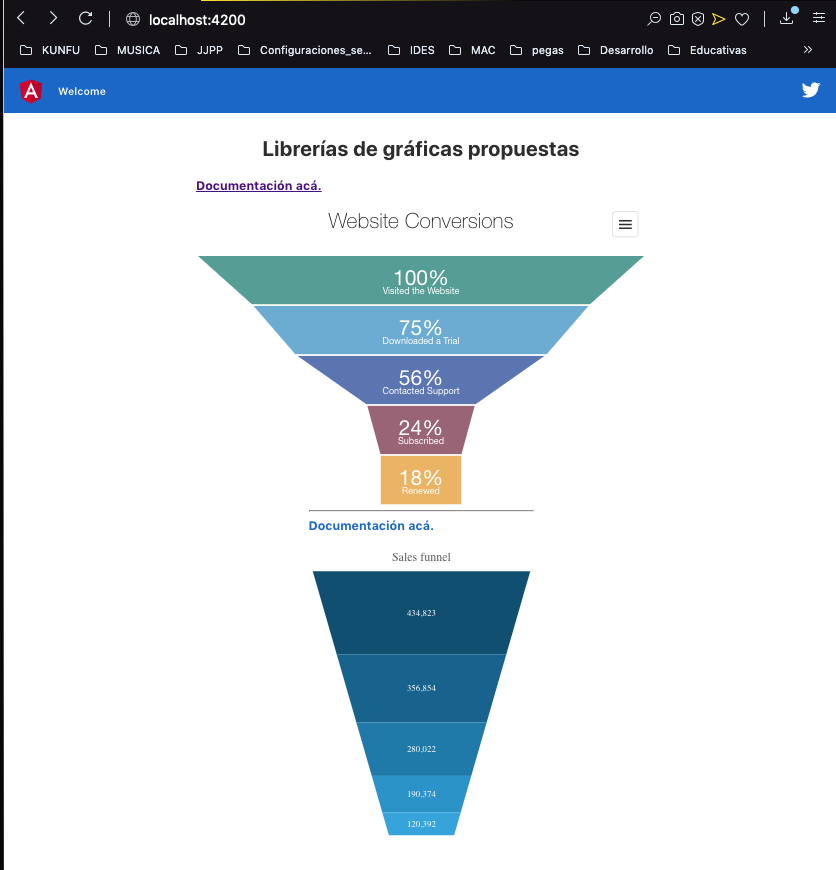 localhost:4200
KUNFU MUSICA JJPP Configuraciones_se... IDES MAC pegas Desarrollo Educativas »
A Welcome
Librerías de gráficas propuestas
Documentación acá.
Website Conversions
100%
Visited the Website
75%
Downloaded a Trial
56%
Contacted Support
24%
Subscribed
18%
Renewed
Documentación acá.
Sales funnel
434,823
356,854
280,022
190,374
120,392